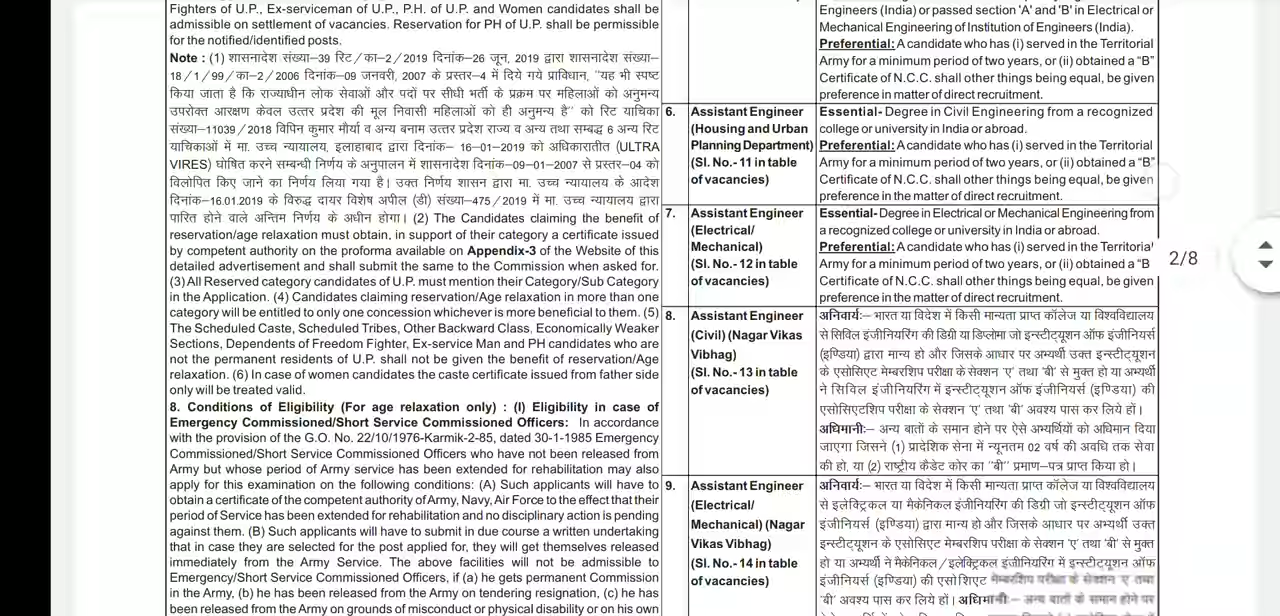 Fighters of U.P., Ex-serviceman of U.P., P.H. of U.P. and Women candidates shall be
admissible on settlement of vacancies. Reservation for PH of U.P. shall be permissible
for the notified/identified posts.
Note : (1) शासनादेश संख्या–39 रिट/का–2/2019 दिनांक–26 जून, 2019 द्वारा शासनादेश संख्या–
18/1/99/का–2/2006 दिनांक–09 जनवरी, 2007 के प्रस्तर–4 में दिये गये प्राविधान, "यह भी स्पष्ट
किया जाता है कि राज्याधीन लोक सेवाओं और पदों पर सीधी भर्ती के प्रक्रम पर महिलाओं को अनुमन्य
उपरोक्त आरक्षण केवल उत्तर प्रदेश की मूल निवासी महिलाओं को ही अनुमन्य है" को रिट याचिका
संख्या–11039/2018 विपिन कुमार मौर्या व अन्य बनाम उत्तर प्रदेश राज्य व अन्य तथा सम्बद्ध 6 अन्य रिट
याचिकाओं में मा. उच्च न्यायालय, इलाहाबाद द्वारा दिनांक– 16–01–2019 को अधिकारातीत (ULTRA
VIRES) घोषित करने सम्बन्धी निर्णय के अनुपालन में शासनादेश दिनांक–09–01–2007 से प्रस्तर–04 को
विलोपित किए जाने का निर्णय लिया गया है। उक्त निर्णय शासन द्वारा मा. उच्च न्यायालय के आदेश
दिनांक–16.01.2019 के विरुद्ध दायर विशेष अपील (डी) संख्या–475/2019 में मा. उच्च न्यायालय द्वारा
पारित होने वाले अन्तिम निर्णय के अधीन होगा। (2) The Candidates claiming the benefit of
reservation/age relaxation must obtain, in support of their category a certificate issued
by competent authority on the proforma available on Appendix-3 of the Website of this
detailed advertisement and shall submit the same to the Commission when asked for.
(3) All Reserved category candidates of U.P. must mention their Category/Sub Category
in the Application. (4) Candidates claiming reservation/Age relaxation in more than one
category will be entitled to only one concession whichever is more beneficial to them. (5)
The Scheduled Caste, Scheduled Tribes, Other Backward Class, Economically Weaker
Sections, Dependents of Freedom Fighter, Ex-service Man and PH candidates who are
not the permanent residents of U.P. shall not be given the benefit of reservation/Age
relaxation. (6) In case of women candidates the caste certificate issued from father side
only will be treated valid.
8. Conditions of Eligibility (For age relaxation only) : (I) Eligibility in case of
Emergency Commissioned/Short Service Commissioned Officers: In accordance
with the provision of the G.O. No. 22/10/1976-Karmik-2-85, dated 30-1-1985 Emergency
Commissioned/Short Service Commissioned Officers who have not been released from
Army but whose period of Army service has been extended for rehabilitation may also
apply for this examination on the following conditions: (A) Such applicants will have to
obtain a certificate of the competent authority of Army, Navy, Air Force to the effect that their
period of Service has been extended for rehabilitation and no disciplinary action is pending
against them. (B) Such applicants will have to submit in due course a written undertaking
that in case they are selected for the post applied for, they will get themselves released
immediately from the Army Service. The above facilities will not be admissible to
Emergency/Short Service Commissioned Officers, if (a) he gets permanent Commission
in the Army, (b) he has been released from the Army on tendering resignation, (c) he has
been released from the Army on grounds of misconduct or physical disability or on his own
Engineers (India) or passed section 'A' and 'B' in Electrical or
Mechanical Engineering of Institution of Engineers (India).
Preferential: A candidate who has (i) served in the Territorial
Army for a minimum period of two years, or (ii) obtained a "B"
Certificate of N.C.C. shall other things being equal, be given
preference in matter of direct recruitment.
6. Assistant Engineer
(Housing and Urban
Planning Department)
(Sl. No.- 11 in table
of vacancies)
Essential- Degree in Civil Engineering from a recognized
college or university in India or abroad.
Preferential: A candidate who has (i) served in the Territorial
Army for a minimum period of two years, or (ii) obtained a "B"
Certificate of N.C.C. shall other things being equal, be given
preference in the matter of direct recruitment.
7. Assistant Engineer
(Electrical/
Mechanical)
(Sl. No.- 12 in table
of vacancies)
Essential- Degree in Electrical or Mechanical Engineering from
a recognized college or university in India or abroad.
Preferential: A candidate who has (i) served in the Territorial
Army for a minimum period of two years, or (ii) obtained a "B
Certificate of N.C.C. shall other things being equal, be given
preference in the matter of direct recruitment.
8. Assistant Engineer
(Civil) (Nagar Vikas
Vibhag)
(Sl. No.- 13 in table
of vacancies)
अनिवार्य:– भारत या विदेश में किसी मान्यता प्राप्त कॉलेज या विश्वविद्यालय
से सिविल इंजीनियरिंग की डिग्री या डिप्लोमा जो इन्स्टीट्यूशन ऑफ इंजीनियर्स
(इण्डिया) द्वारा मान्य हो और जिसके आधार पर अभ्यर्थी उक्त इन्स्टीट्यूशन
के एसोसिएट मेम्बरशिप परीक्षा के सेक्शन 'ए' तथा 'बी' से मुक्त हो या अभ्यर्थी
ने सिविल इंजीनियरिंग में इन्स्टीट्यूशन ऑफ इंजीनियर्स (इण्डिया) की
एसोसिएटशिप परीक्षा के सेक्शन 'ए' तथा 'बी' अवश्य पास कर लिये हों।
अधिमानी:– अन्य बातों के समान होने पर ऐसे अभ्यर्थियों को अधिमान दिया
जाएगा जिसने (1) प्रादेशिक सेना में न्यूनतम 02 वर्ष की अवधि तक सेवा
की हो, या (2) राष्ट्रीय कैडेट कोर का "बी" प्रमाण–पत्र प्राप्त किया हो।
9. Assistant Engineer
(Electrical/
Mechanical) (Nagar
Vikas Vibhag)
(Sl. No.- 14 in table
of vacancies)
अनिवार्य:– भारत या विदेश में किसी मान्यता प्राप्त कॉलेज या विश्वविद्यालय
से इलेक्ट्रिकल या मैकेनिकल इंजीनियरिंग की डिग्री जो इन्स्टीट्यूशन ऑफ
इंजीनियर्स (इण्डिया) द्वारा मान्य हो और जिसके आधार पर अभ्यर्थी उक्त
इन्स्टीट्यूशन के एसोसिएट मेम्बरशिप परीक्षा के सेक्शन 'ए' तथा 'बी' से मुक्त
हो या अभ्यर्थी ने मैकेनिकल/इलेक्ट्रिकल इंजीनियरिंग में इन्स्टीट्यूशन ऑफ
इंजीनियर्स (इण्डिया) की एसोशिएट मेम्बरशिप परीक्षा के सेक्शन 'ए' तथा
'बी' अवश्य पास कर लिये हों। अधिमानी:– अन्य बातों के समान होने पर
2/8